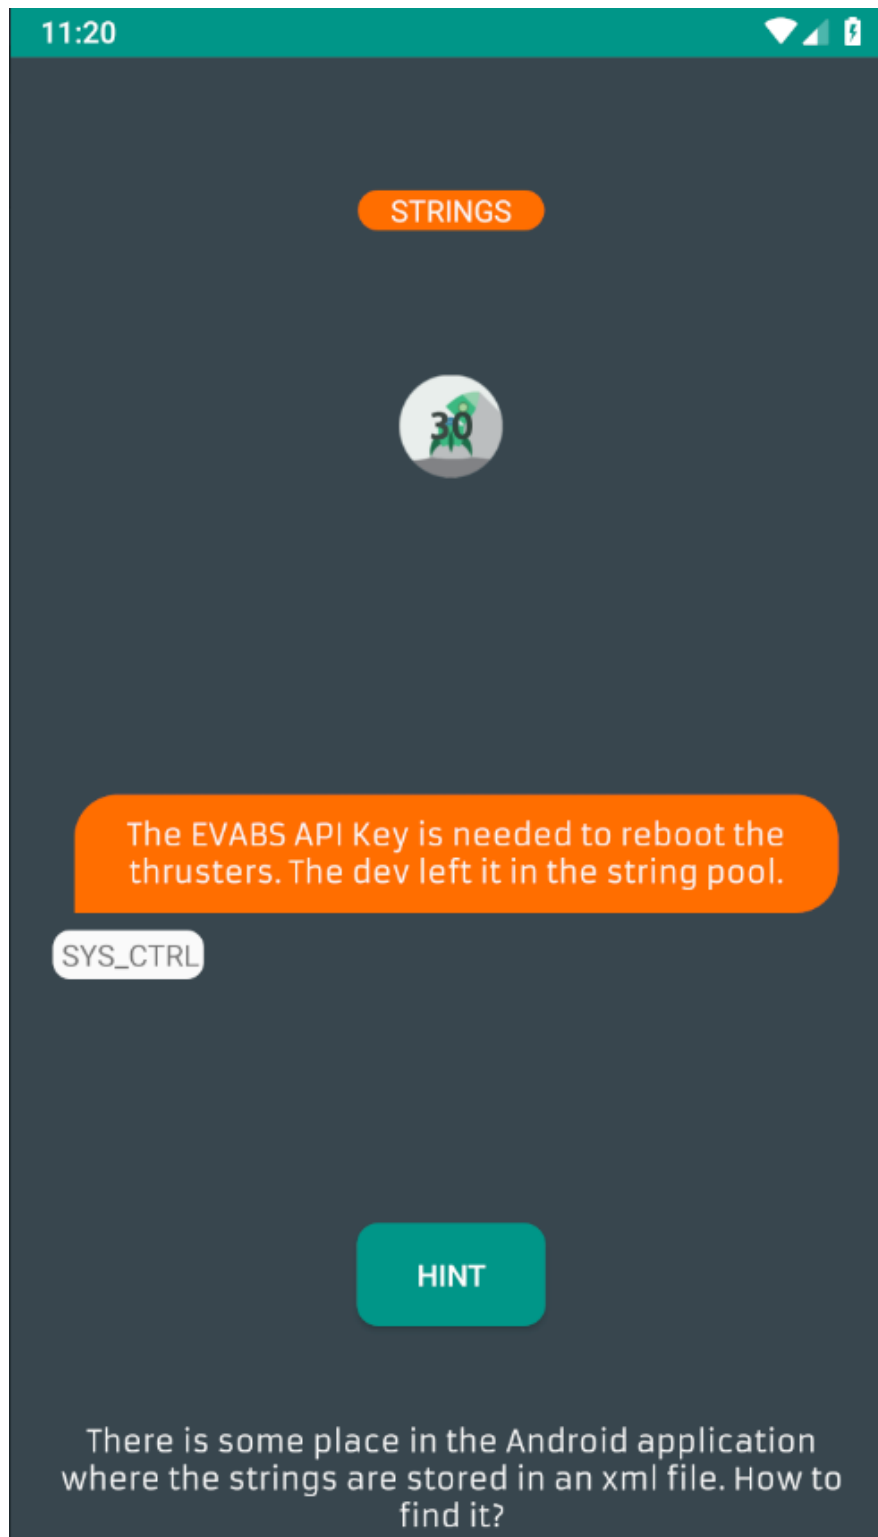 11:20
STRINGS
30
The EVABS API Key is needed to reboot the
thrusters. The dev left it in the string pool.
SYS_CTRL
HINT
There is some place in the Android application
where the strings are stored in an xml file. How to
find it?